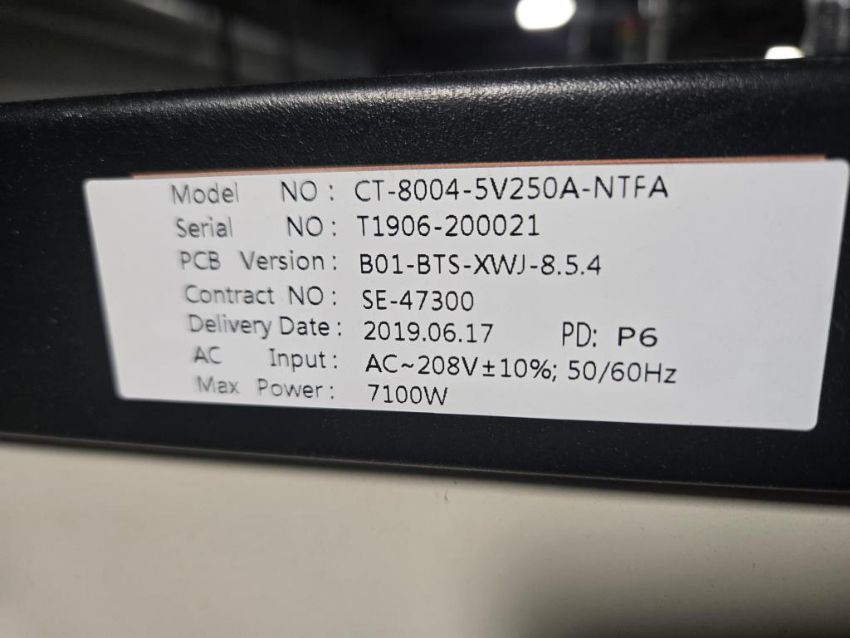 Model NO : CT-8004-5V250A-NTFA
Serial NO : T1906-200021
PCB Version : B01-BTS-XWJ-8.5.4
Contract NO : SE-47300
Delivery Date : 2019.06.17 PD: P6
AC Input : AC~208V±10%; 50/60Hz
Max Power : 7100W